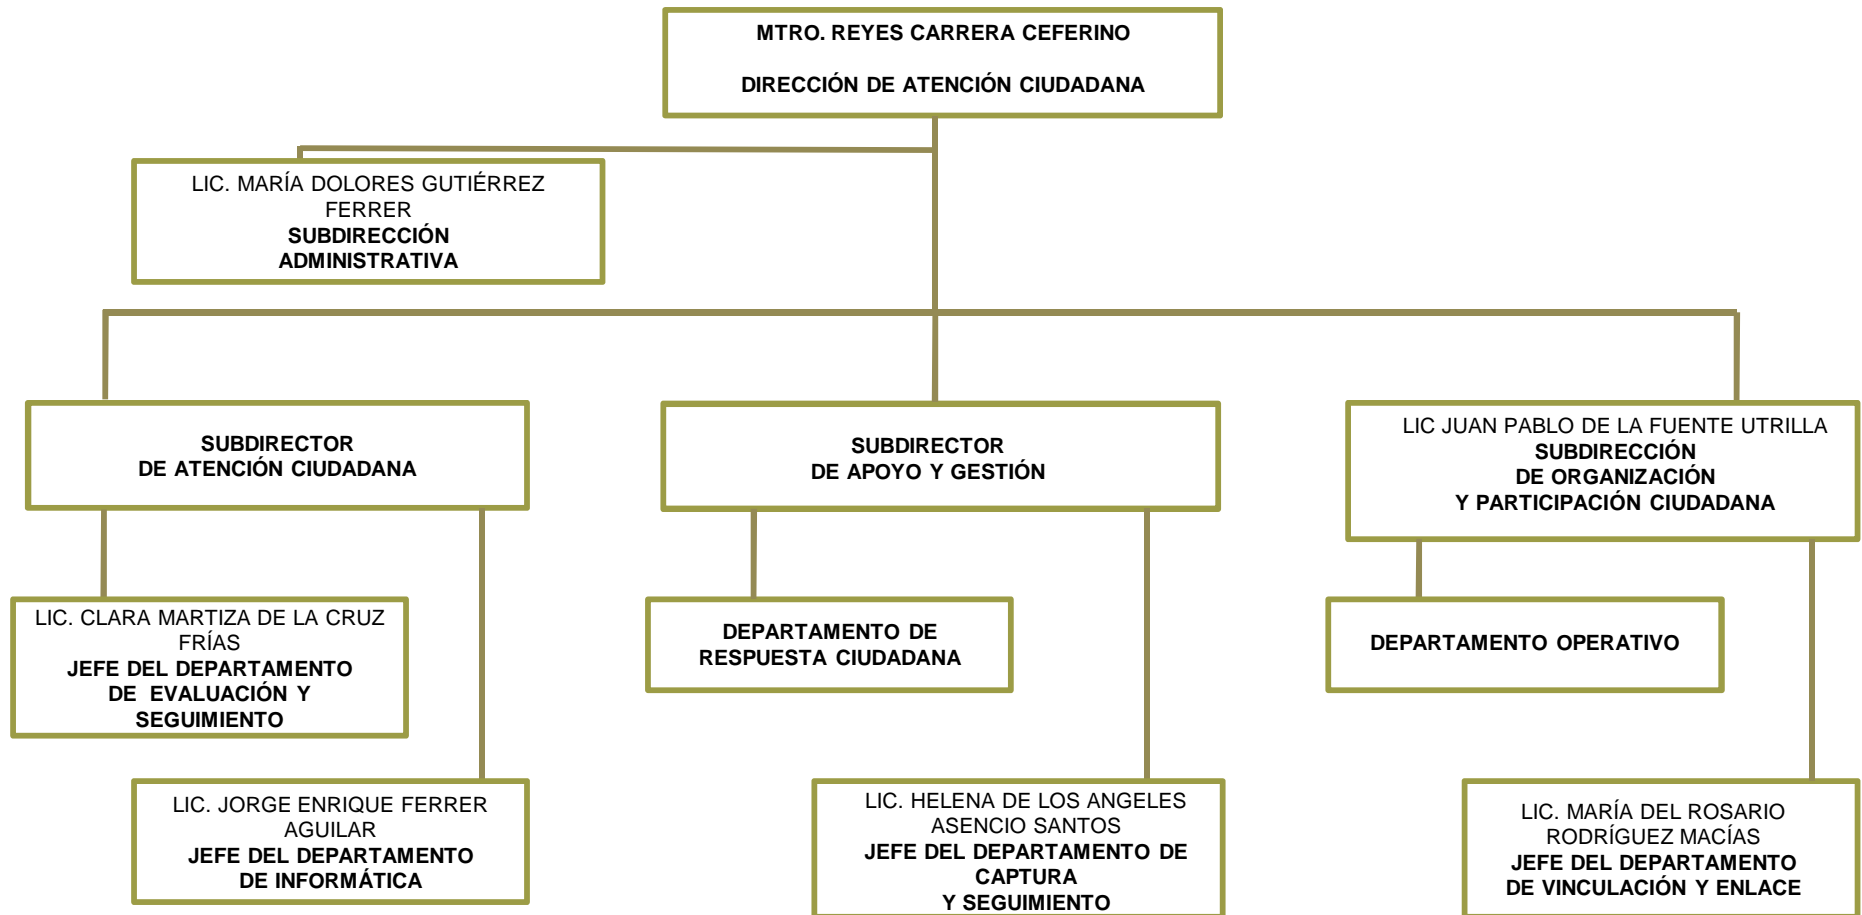 MTRO. REYES CARRERA CEFERINO
DIRECCIÓN DE ATENCIÓN CIUDADANA
LIC. MARÍA DOLORES GUTIÉRREZ
FERRER
SUBDIRECCIÓN
ADMINISTRATIVA
SUBDIRECTOR
DE ATENCIÓN CIUDADANA
SUBDIRECTOR
DE APOYO Y GESTIÓN
LIC JUAN PABLO DE LA FUENTE UTRILLA
SUBDIRECCIÓN
DE ORGANIZACIÓN
Y PARTICIPACIÓN CIUDADANA
LIC. CLARA MARTIZA DE LA CRUZ
FRÍAS
JEFE DEL DEPARTAMENTO
DE EVALUACIÓN Y
SEGUIMIENTO
DEPARTAMENTO DE
RESPUESTA CIUDADANA
DEPARTAMENTO OPERATIVO
LIC. JORGE ENRIQUE FERRER
AGUILAR
JEFE DEL DEPARTAMENTO
DE INFORMÁTICA
LIC. HELENA DE LOS ANGELES
ASENCIO SANTOS
JEFE DEL DEPARTAMENTO DE
CAPTURA
Y SEGUIMIENTO
LIC. MARÍA DEL ROSARIO
RODRÍGUEZ MACÍAS
JEFE DEL DEPARTAMENTO
DE VINCULACIÓN Y ENLACE